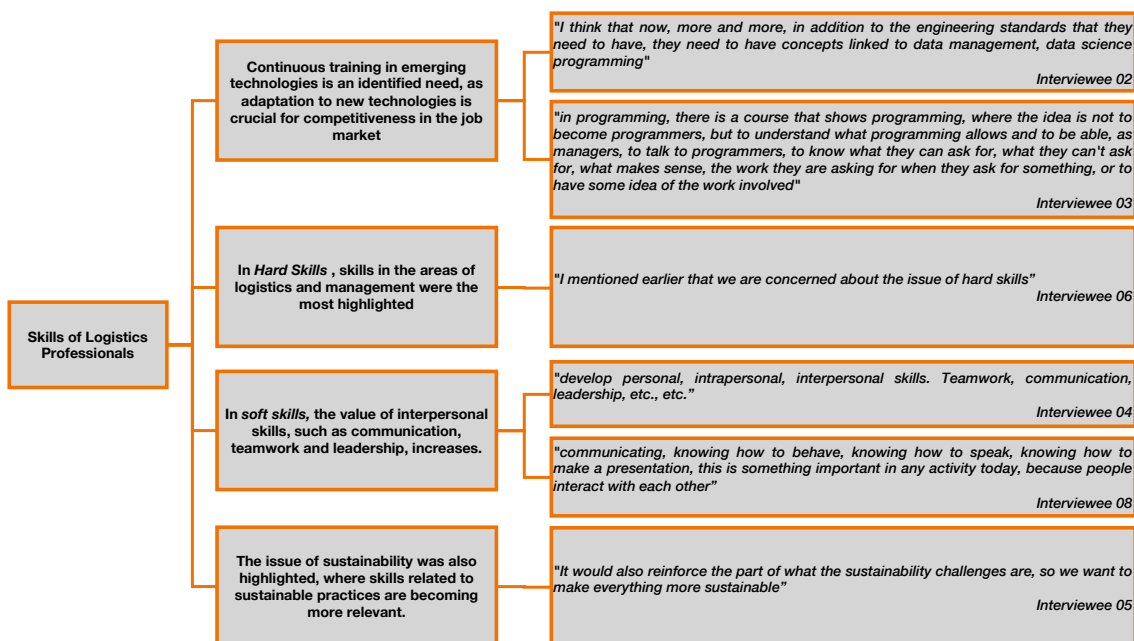 Skills of Logistics
Professionals
Continuous training in emerging
technologies is an identified need, as
adaptation to new technologies is
crucial for competitiveness in the job
market
"I think that now, more and more, in addition to the engineering standards that they
need to have, they need to have concepts linked to data management, data science
programming"
Interviewee 02
"in programming, there is a course that shows programming, where the idea is not to
become programmers, but to understand what programming allows and to be able, as
managers, to talk to programmers, to know what they can ask for, what they can't ask
for, what makes sense, the work they are asking for when they ask for something, or to
have some idea of the work involved"
Interviewee 03
In Hard Skills , skills in the areas of
logistics and management were the
most highlighted
"I mentioned earlier that we are concerned about the issue of hard skills”
Interviewee 06
In soft skills, the value of interpersonal
skills, such as communication,
teamwork and leadership, increases.
"develop personal, intrapersonal, interpersonal skills. Teamwork, communication,
leadership, etc., etc.”
Interviewee 04
"communicating, knowing how to behave, knowing how to speak, knowing how to
make a presentation, this is something important in any activity today, because people
interact with each other”
Interviewee 08
The issue of sustainability was also
highlighted, where skills related to
sustainable practices are becoming
more relevant.
"It would also reinforce the part of what the sustainability challenges are, so we want to
make everything more sustainable”
Interviewee 05